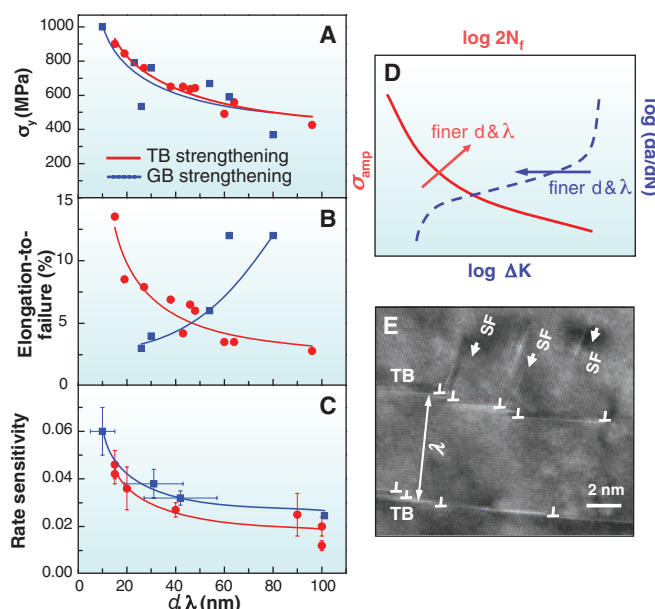 A
σy (MPa)
1000
800
600
400
200
0
TB strengthening
GB strengthening
B
Elongation-to-
failure (%)
15
10
5
0
C
Rate sensitivity
0.06
0.04
0.02
0.00
0 20 40 60 80 100
d, λ (nm)
log 2Nf
D
σamp
log (da/dN)
finer d & λ
finer d & λ
log ΔK
E
SF
SF
SF
TB
λ
TB
2 nm